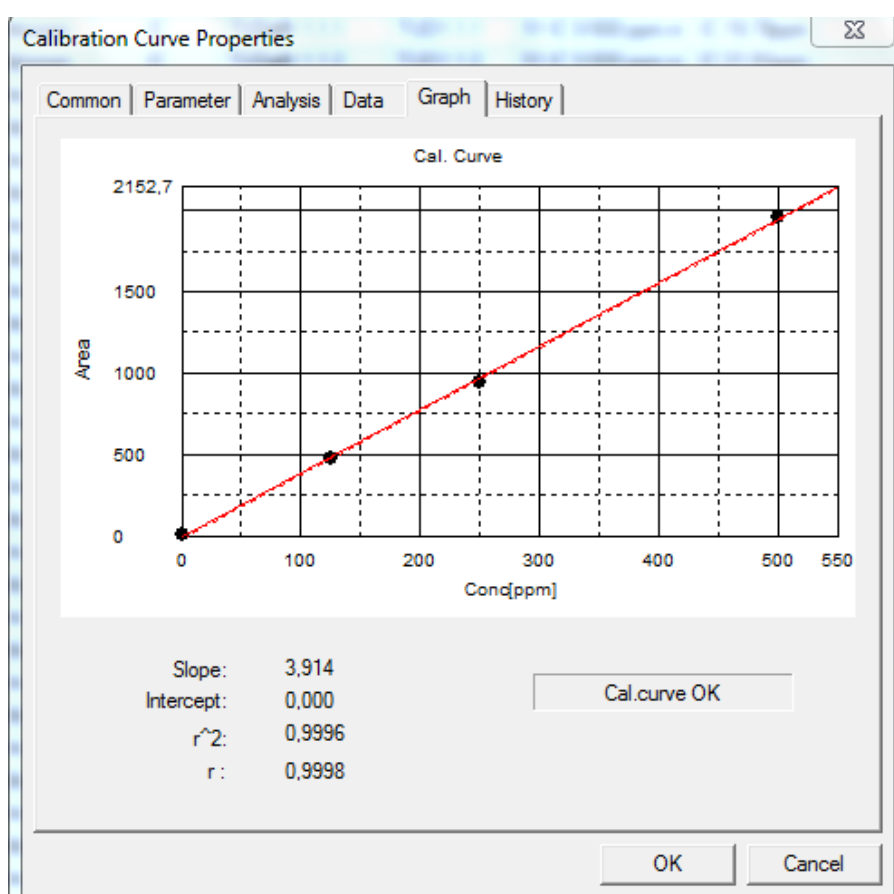 Calibration Curve Properties
Common Parameter Analysis Data Graph History
Cal. Curve
2152,7
1500
1000
500
0
Area
0 100 200 300 400 500 550
Conc[ppm]
Slope: 3,914
Intercept: 0,000
r^2: 0,9996
r : 0,9998
Cal.curve OK
OK Cancel